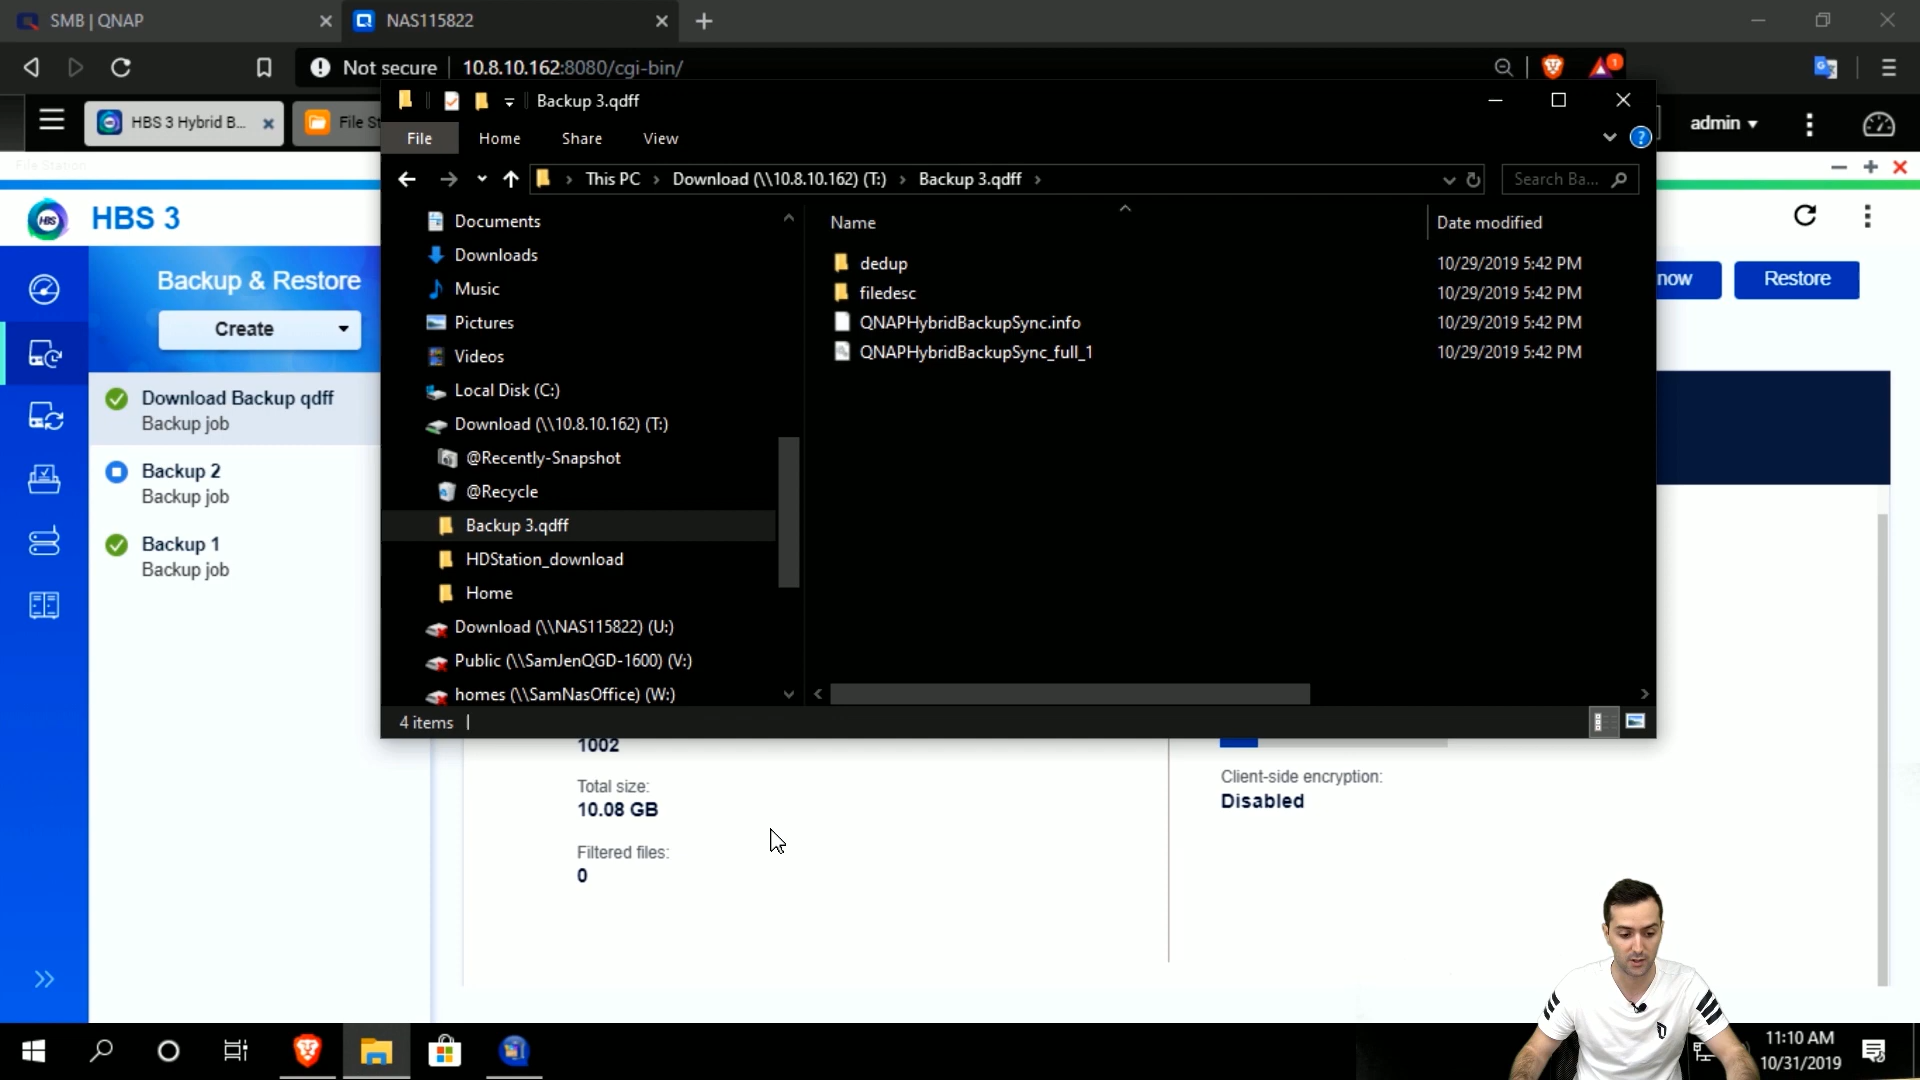 SMB | QNAP
NAS115822
Not secure
10.8.10.162:8080/cgi-bin/
1
HBS 3 Hybrid B...
File St
admin
File Station
Backup 3.qdff
File
Home
Share
View
This PC
Download (\\10.8.10.162) (T:)
Backup 3.qdff
Search Ba...
HBS 3
HBS
Backup & Restore
Create
now
Restore
Download Backup qdff
Backup job
Backup 2
Backup job
Backup 1
Backup job
Documents
Downloads
Music
Pictures
Videos
Local Disk (C:)
Download (\\10.8.10.162) (T:)
@Recently-Snapshot
@Recycle
Backup 3.qdff
HDStation_download
Home
Download (\\NAS115822) (U:)
Public (\\SamJenQGD-1600) (V:)
homes (\\SamNasOffice) (W:)
Name
Date modified
dedup
10/29/2019 5:42 PM
filedesc
10/29/2019 5:42 PM
QNAPHybridBackupSync.info
10/29/2019 5:42 PM
QNAPHybridBackupSync_full_1
10/29/2019 5:42 PM
4 items
1002
Total size:
10.08 GB
Filtered files:
0
Client-side encryption:
Disabled
11:10 AM
10/31/2019